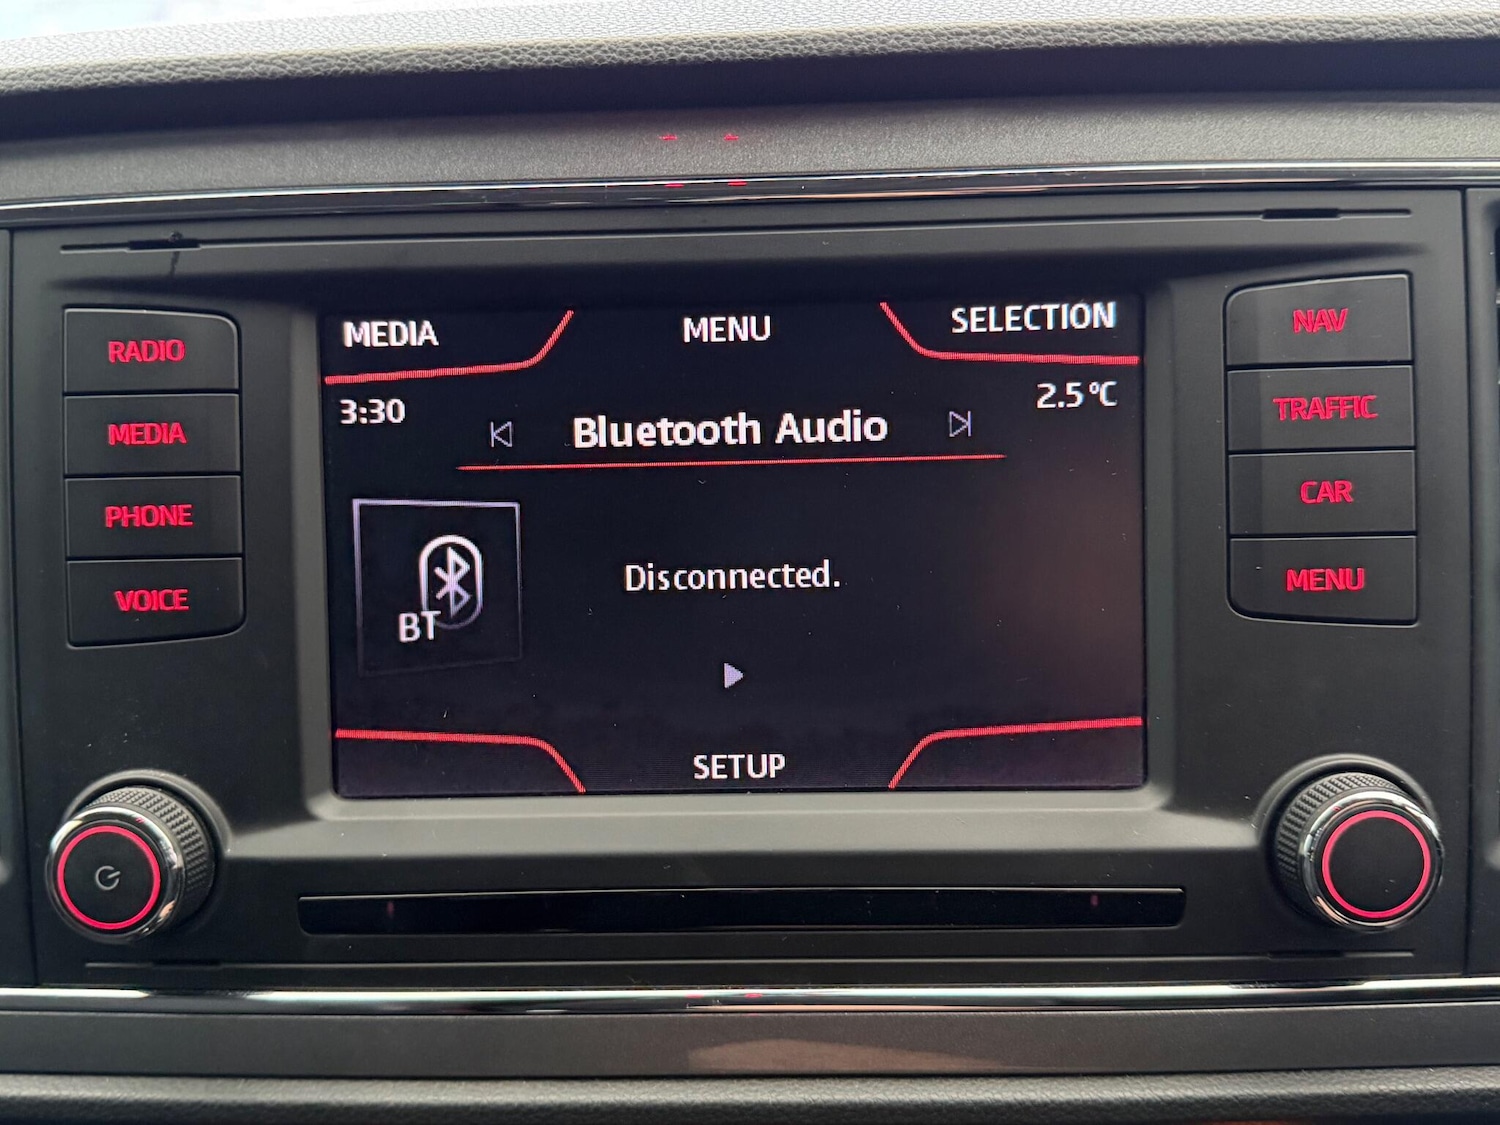 MEDIA MENU SELECTION
3:30 2.5°C
Bluetooth Audio
BT
Disconnected.
SETUP
RADIO
MEDIA
PHONE
VOICE
NAV
TRAFFIC
CAR
MENU